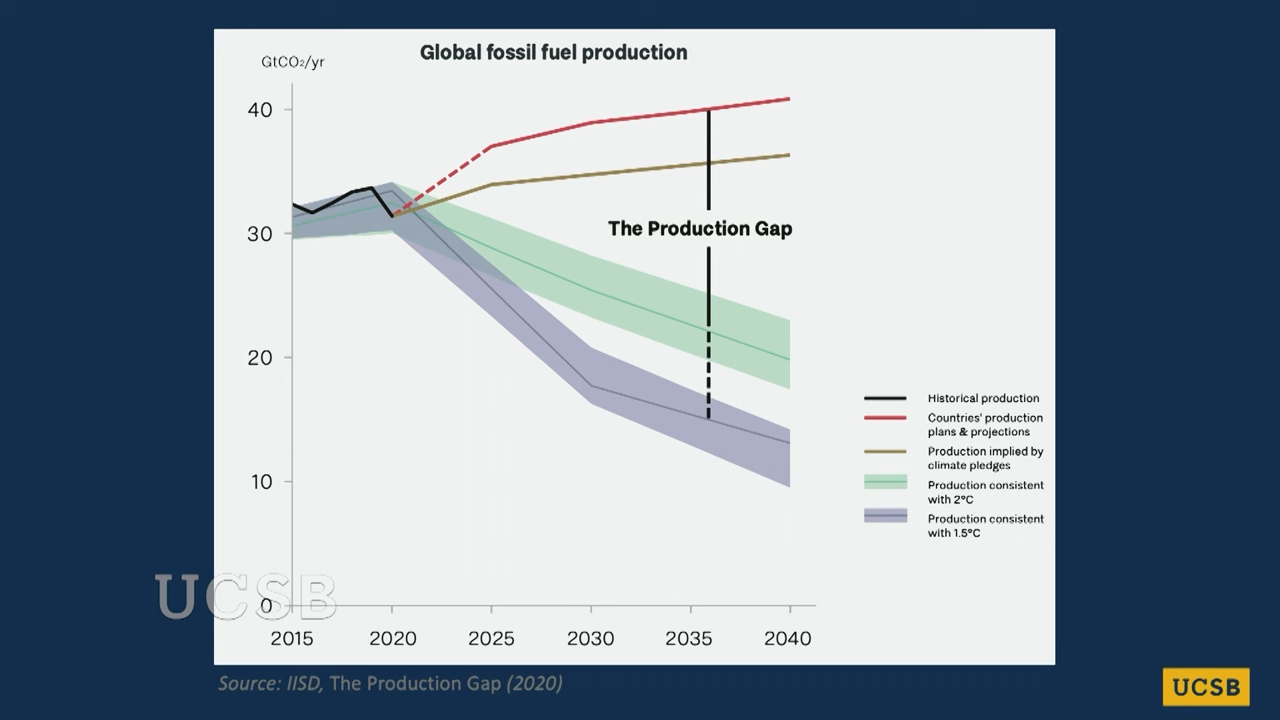 Global fossil fuel production
GtCO₂/yr
40
30
20
10
0
2015 2020 2025 2030 2035 2040
The Production Gap
Historical production
Countries' production
plans & projections
Production implied by
climate pledges
Production consistent
with 2°C
Production consistent
with 1.5°C
UCSB
Source: IISD, The Production Gap (2020)
UCSB